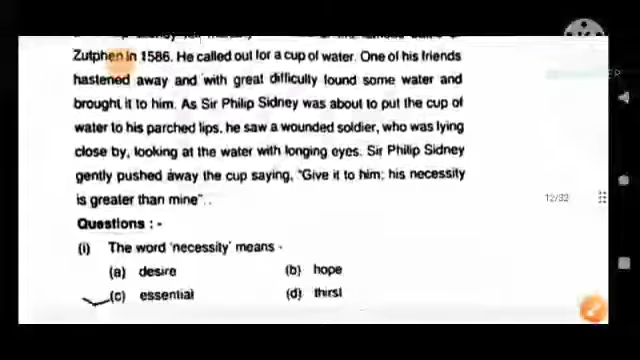 Zutphen in 1586. He called out for a cup of water. One of his friends
hastened away and with great difficulty found some water and
brought it to him. As Sir Philip Sidney was about to put the cup of
water to his parched lips, he saw a wounded soldier, who was lying
close by, looking at the water with longing eyes. Sir Philip Sidney
gently pushed away the cup saying, "Give it to him; his necessity
is greater than mine"..
12/32
Questions : -
(i) The word 'necessity' means -
(a) desire (b) hope
(c) essential (d) thirst